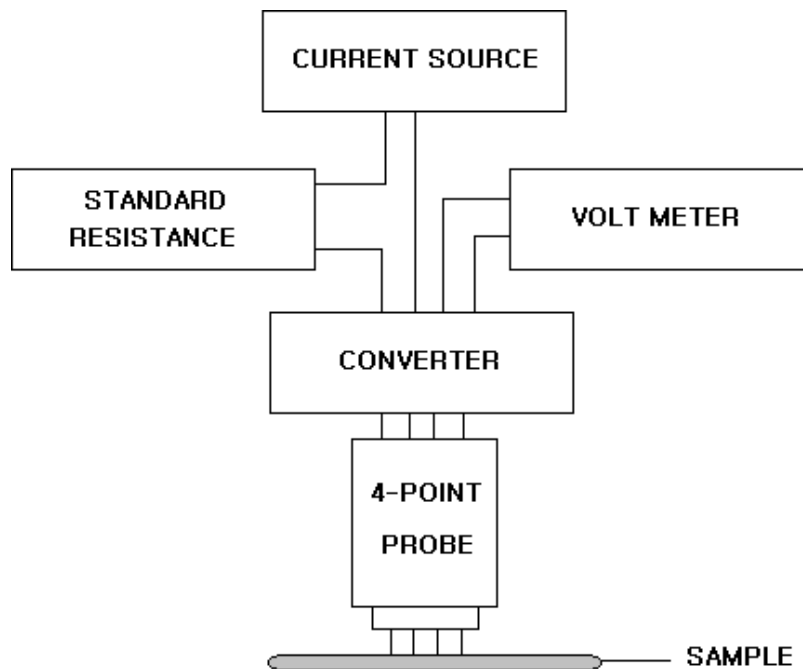 CURRENT SOURCE
STANDARD
RESISTANCE
VOLT METER
CONVERTER
4-POINT
PROBE
SAMPLE